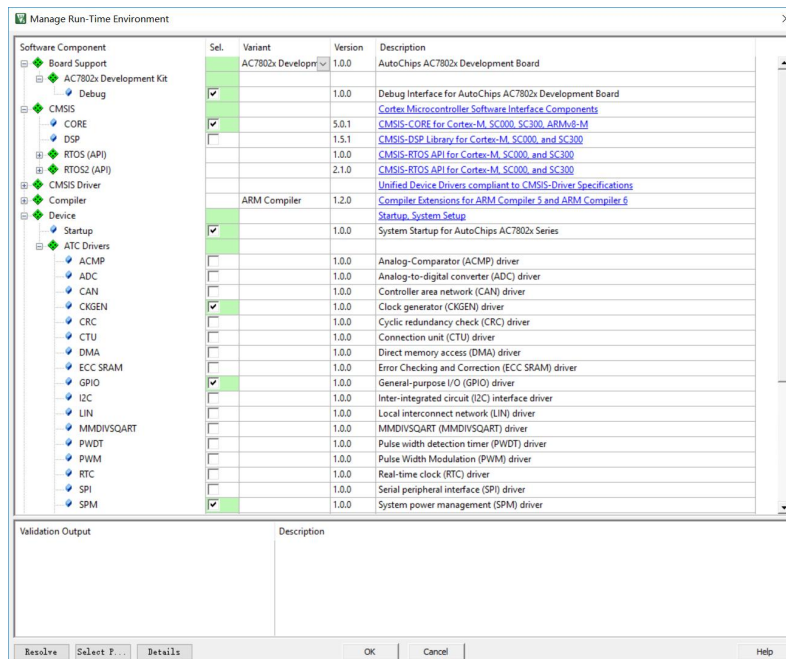 Manage Run-Time Environment
Software Component Sel. Variant Version Description
Board Support AC7802x Developm 1.0.0 AutoChips AC7802x Development Board
AC7802x Development Kit
Debug 1.0.0 Debug Interface for AutoChips AC7802x Development Board
CMSIS Cortex Microcontroller Software Interface Components
CORE 5.0.1 CMSIS-CORE for Cortex-M, SC000, SC300, ARMv8-M
DSP 1.5.1 CMSIS-DSP Library for Cortex-M, SC000, and SC300
RTOS (API) 1.0.0 CMSIS-RTOS API for Cortex-M, SC000, and SC300
RTOS2 (API) 2.1.0 CMSIS-RTOS API for Cortex-M, SC000, and SC300
CMSIS Driver Unified Device Drivers compliant to CMSIS-Driver Specifications
Compiler ARM Compiler 1.2.0 Compiler Extensions for ARM Compiler 5 and ARM Compiler 6
Device Startup, System Setup
Startup 1.0.0 System Startup for AutoChips AC7802x Series
ATC Drivers
ACMP 1.0.0 Analog-Comparator (ACMP) driver
ADC 1.0.0 Analog-to-digital converter (ADC) driver
CAN 1.0.0 Controller area network (CAN) driver
CKGEN 1.0.0 Clock generator (CKGEN) driver
CRC 1.0.0 Cyclic redundancy check (CRC) driver
CTU 1.0.0 Connection unit (CTU) driver
DMA 1.0.0 Direct memory access (DMA) driver
ECC SRAM 1.0.0 Error Checking and Correction (ECC SRAM) driver
GPIO 1.0.0 General-purpose I/O (GPIO) driver
I2C 1.0.0 Inter-integrated circuit (I2C) interface driver
LIN 1.0.0 Local interconnect network (LIN) driver
MMDIVSQART 1.0.0 MMDIVSQART (MMDIVSQART) driver
PWDT 1.0.0 Pulse width detection timer (PWDT) driver
PWM 1.0.0 Pulse Width Modulation (PWM) driver
RTC 1.0.0 Real-time clock (RTC) driver
SPI 1.0.0 Serial peripheral interface (SPI) driver
SPM 1.0.0 System power management (SPM) driver
Validation Output Description
Resolve Select P... Details OK Cancel Help